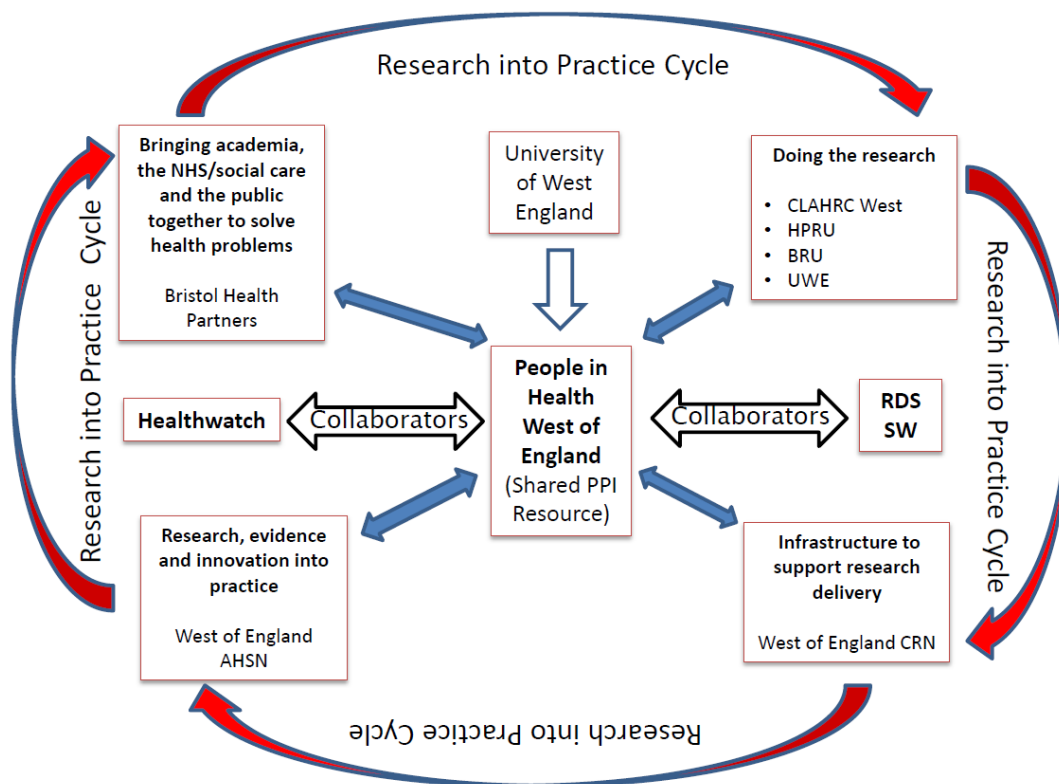 Research into Practice Cycle
Bringing academia,
the NHS/social care
and the public
together to solve
health problems
Bristol Health
Partners
University
of West
England
Doing the research
• CLAHRC West
• HPRU
• BRU
• UWE
Research into Practice Cycle
Research into Practice Cycle
Healthwatch
Collaborators
People in
Health
West of
England
(Shared PPI
Resource)
Collaborators
RDS
SW
Research, evidence
and innovation into
practice
West of England
AHSN
Infrastructure to
support research
delivery
West of England CRN
Research into Practice Cycle